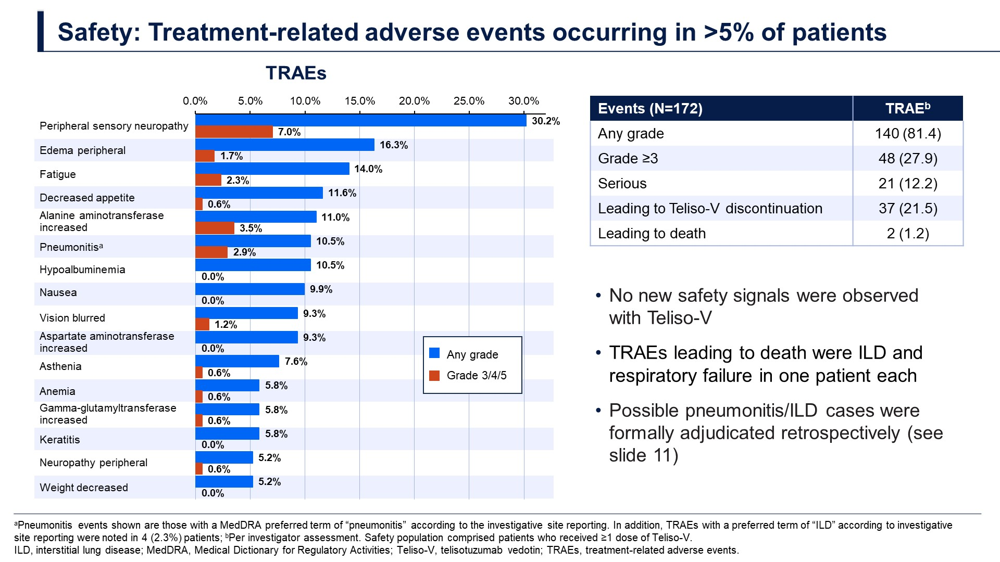 Safety: Treatment-related adverse events occurring in >5% of patients
TRAEs
0.0% 5.0% 10.0% 15.0% 20.0% 25.0% 30.0%
Peripheral sensory neuropathy 30.2%
7.0%
Edema peripheral 16.3%
1.7%
Fatigue 14.0%
2.3%
Decreased appetite 11.6%
0.6%
Alanine aminotransferase
increased 11.0%
3.5%
Pneumonitisᵃ 10.5%
2.9%
Hypoalbuminemia 10.5%
0.0%
Nausea 9.9%
0.0%
Vision blurred 9.3%
1.2%
Aspartate aminotransferase
increased 9.3%
0.0%
Asthenia 7.6%
0.6%
Anemia 5.8%
0.6%
Gamma-glutamyltransferase
increased 5.8%
0.6%
Keratitis 5.8%
0.0%
Neuropathy peripheral 5.2%
0.6%
Weight decreased 5.2%
0.0%
Any grade
Grade 3/4/5
Events (N=172) TRAEᵇ
Any grade 140 (81.4)
Grade ≥3 48 (27.9)
Serious 21 (12.2)
Leading to Teliso-V discontinuation 37 (21.5)
Leading to death 2 (1.2)
• No new safety signals were observed
with Teliso-V
• TRAEs leading to death were ILD and
respiratory failure in one patient each
• Possible pneumonitis/ILD cases were
formally adjudicated retrospectively (see
slide 11)
ᵃPneumonitis events shown are those with a MedDRA preferred term of “pneumonitis” according to the investigative site reporting. In addition, TRAEs with a preferred term of “ILD” according to investigative
site reporting were noted in 4 (2.3%) patients; ᵇPer investigator assessment. Safety population comprised patients who received ≥1 dose of Teliso-V.
ILD, interstitial lung disease; MedDRA, Medical Dictionary for Regulatory Activities; Teliso-V, telisotuzumab vedotin; TRAEs, treatment-related adverse events.